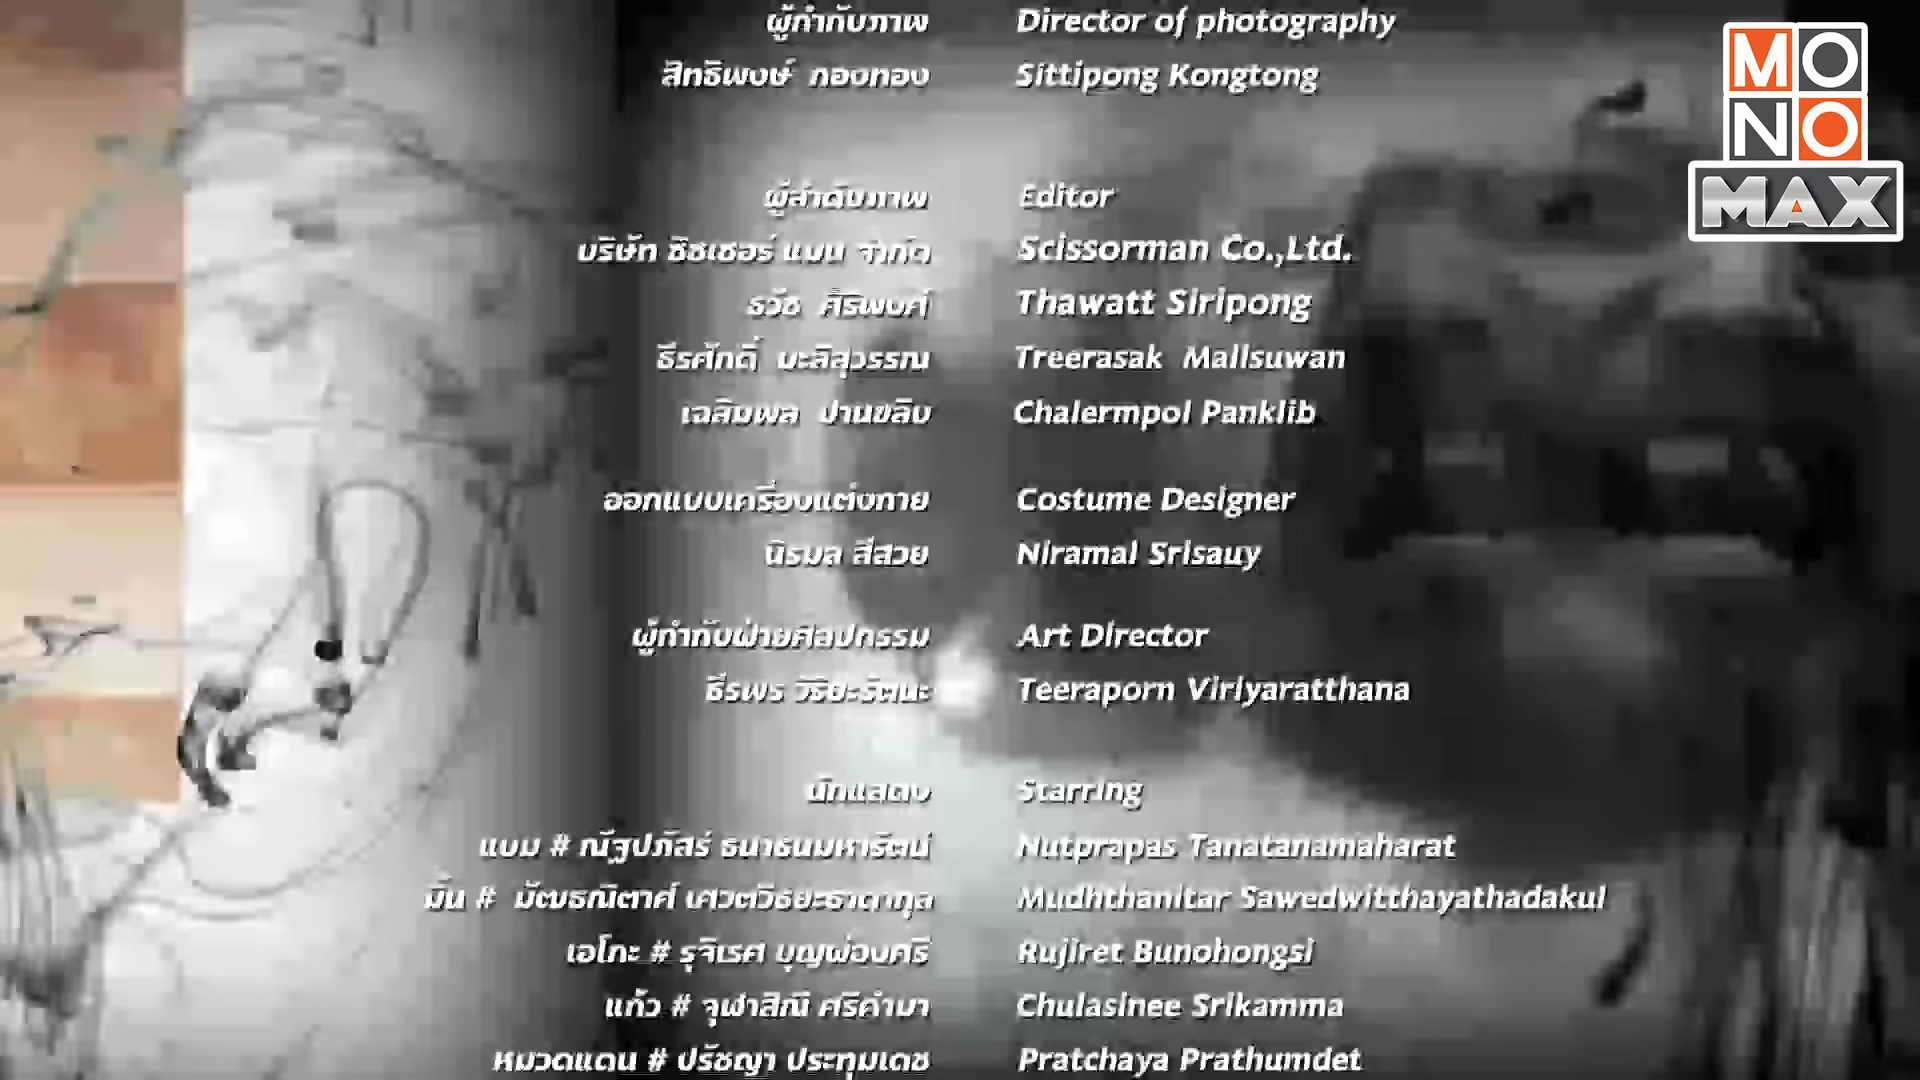 ผู้กำกับภาพ Director of photography
สิทธิพงษ์ กองทอง Sittipong Kongtong
MONO
MAX
ผู้ลำดับภาพ Editor
บริษัท ซิซเซอร์ แมน จำกัด Scissorman Co.,Ltd.
ธวัช ศิริพงศ์ Thawatt Siripong
ธีรศักดิ์ มะลิสุวรรณ Treerasak Malisuwan
เฉลิมพล ปานขลิบ Chalermpol Panklib
ออกแบบเครื่องแต่งกาย Costume Designer
นิรมล สีสวย Niramal Srisauy
ผู้กำกับฝ่ายศิลปกรรม Art Director
ธีรพร วิริยะรัตนะ Teeraporn Viriyaratthana
นักแสดง Starring
แบม # ณัฐปภัสร์ ธนาธนมหารัตน์ Nutprapas Tanatanamaharat
มิ้น # มัฒธณิตาศ์ เศวตวิธยะธาดากุล Mudhthanitar Sawedwitthayathadakul
เอโกะ # รุจิเรศ บุญผ่องศรี Rujiret Bunohongsi
แก้ว # จุฬาสิณี ศรีคำมา Chulasinee Srikamma
หมวดแดน # ปรัชญา ประทุมเดช Pratchaya Prathumdet